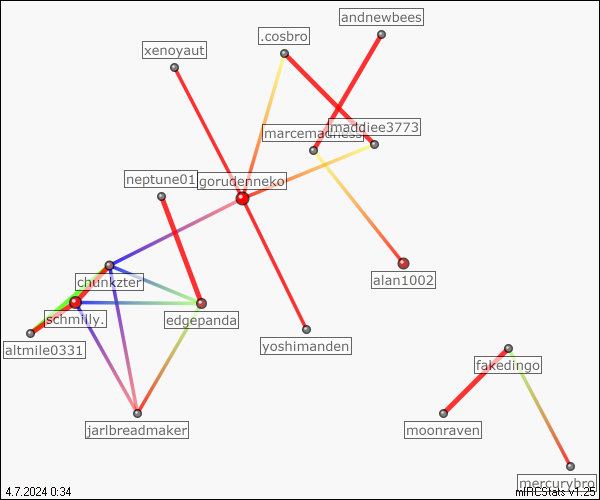 andnewbees
.cosbro
xenoyaut
maddiee3773
marcemadness
neptune01
gorudenneko
chunkzter
alan1002
schmilly.
edgepanda
altmile0331
yoshimanden
fakedingo
jarlbreadmaker
moonraven
mercurybro
4.7.2024 0:34
mIRCStats v1.25